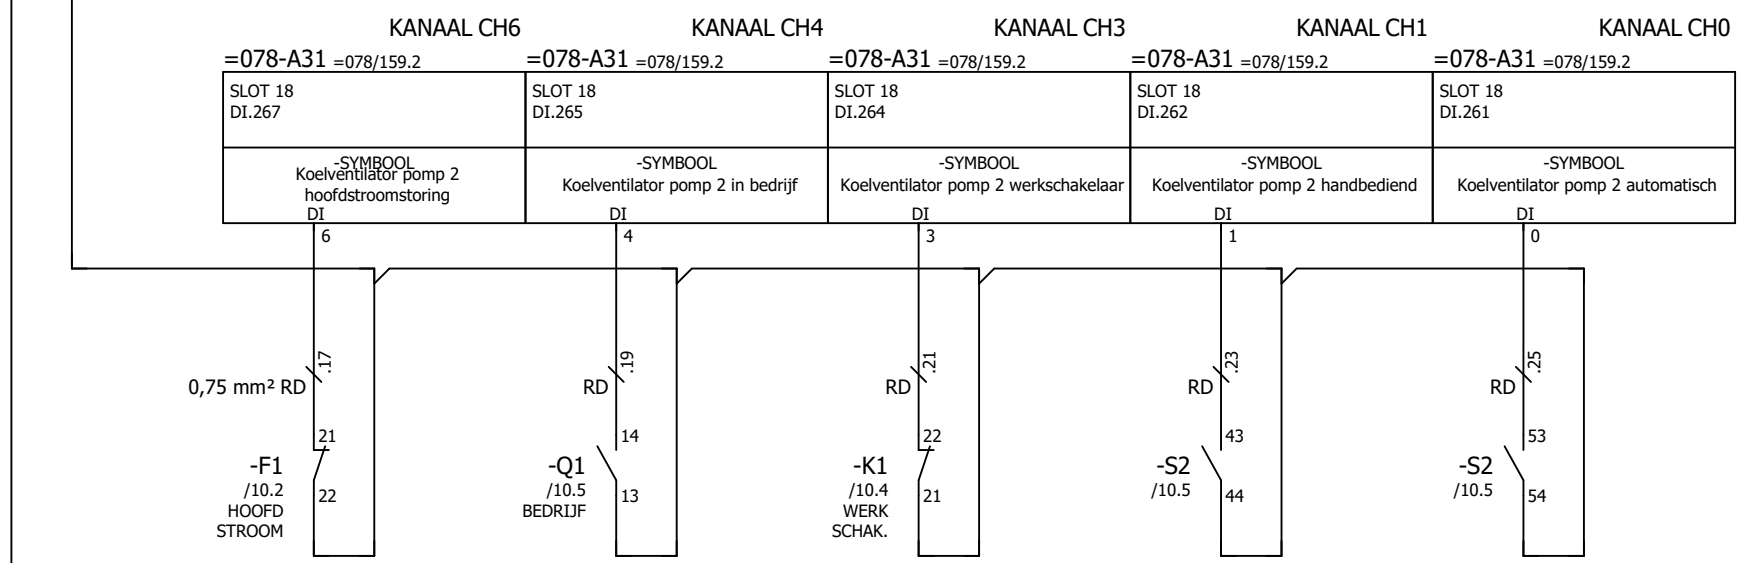 KANAAL CH6
KANAAL CH4
KANAAL CH3
KANAAL CH1
KANAAL CH0
=078-A31 =078/159.2
=078-A31 =078/159.2
=078-A31 =078/159.2
=078-A31 =078/159.2
=078-A31 =078/159.2
SLOT 18
DI.267
SLOT 18
DI.265
SLOT 18
DI.264
SLOT 18
DI.262
SLOT 18
DI.261
-SYMBOOL
Koelventilator pomp 2
hoofdstroomstoring
DI
6
-SYMBOOL
Koelventilator pomp 2 in bedrijf
DI
4
-SYMBOOL
Koelventilator pomp 2 werkschakelaar
DI
3
-SYMBOOL
Koelventilator pomp 2 handbediend
DI
1
-SYMBOOL
Koelventilator pomp 2 automatisch
DI
0
.17
0,75 mm² RD
.19
RD
.21
RD
.23
RD
.25
RD
21
-F1
/10.2
22
HOOFD
STROOM
14
-Q1
/10.5
13
BEDRIJF
22
-K1
/10.4
21
WERK
SCHAK.
43
-S2
/10.5
44
53
-S2
/10.5
54